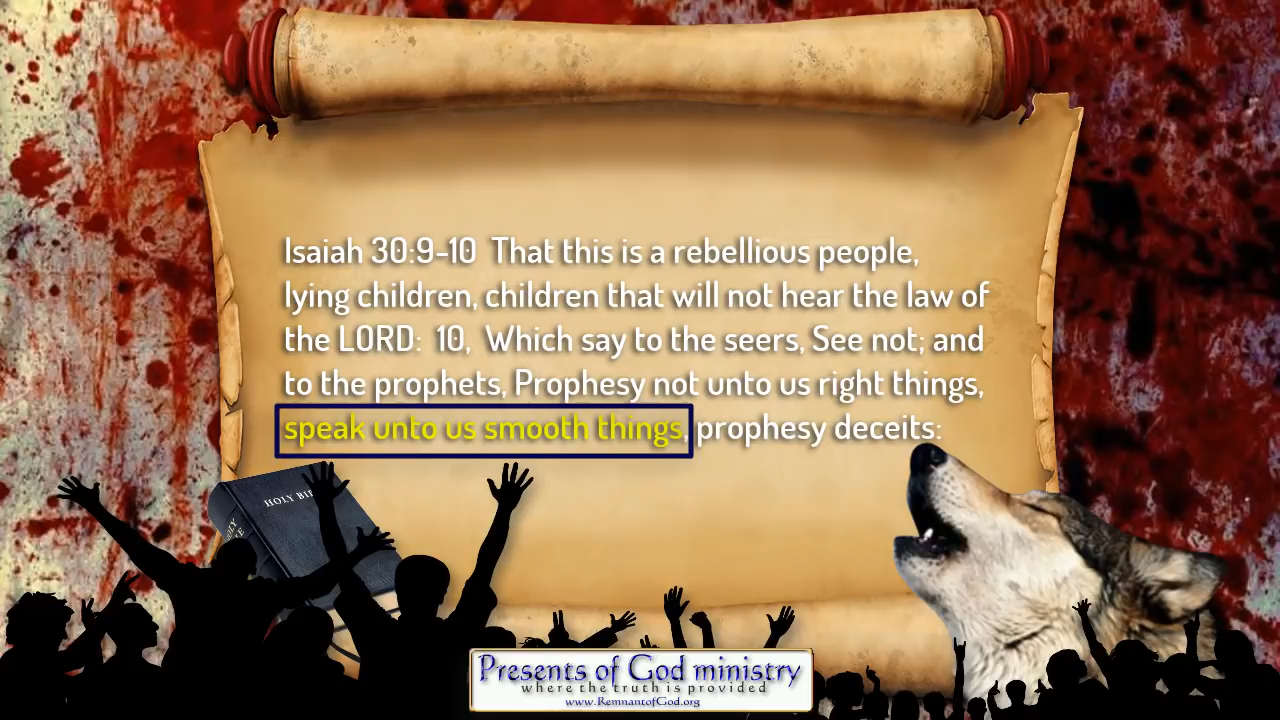 Isaiah 30:9-10 That this is a rebellious people,
lying children, children that will not hear the law of
the LORD: 10, Which say to the seers, See not; and
to the prophets, Prophesy not unto us right things,
speak unto us smooth things, prophesy deceits:
HOLY BI
Presents of God ministry
where the truth is provided
www.RemnantofGod.org